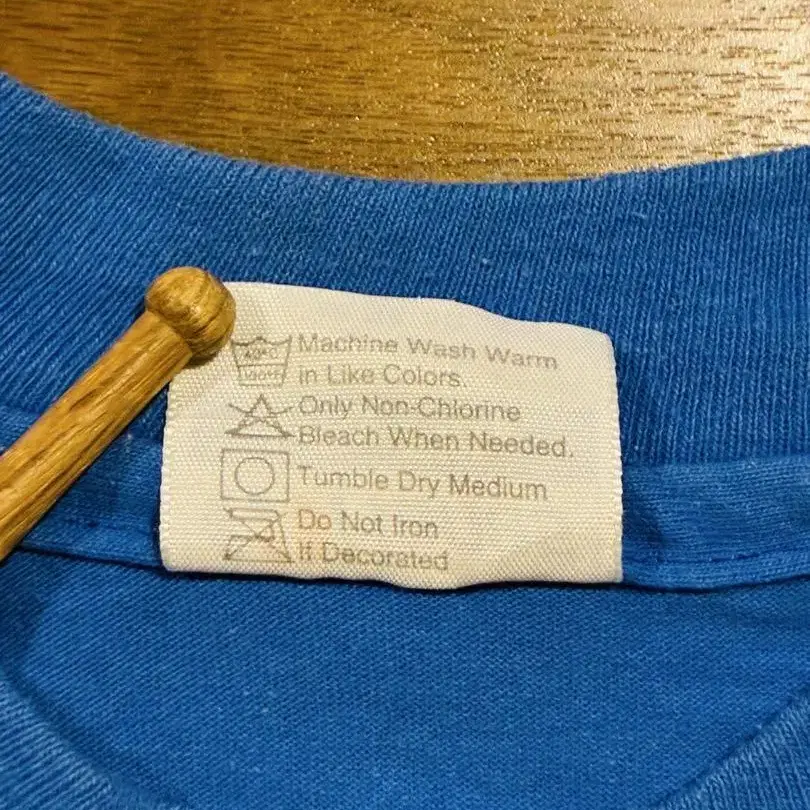 40°C
Machine Wash Warm
in Like Colors.
Only Non-Chlorine
Bleach When Needed.
Tumble Dry Medium
Do Not Iron
If Decorated